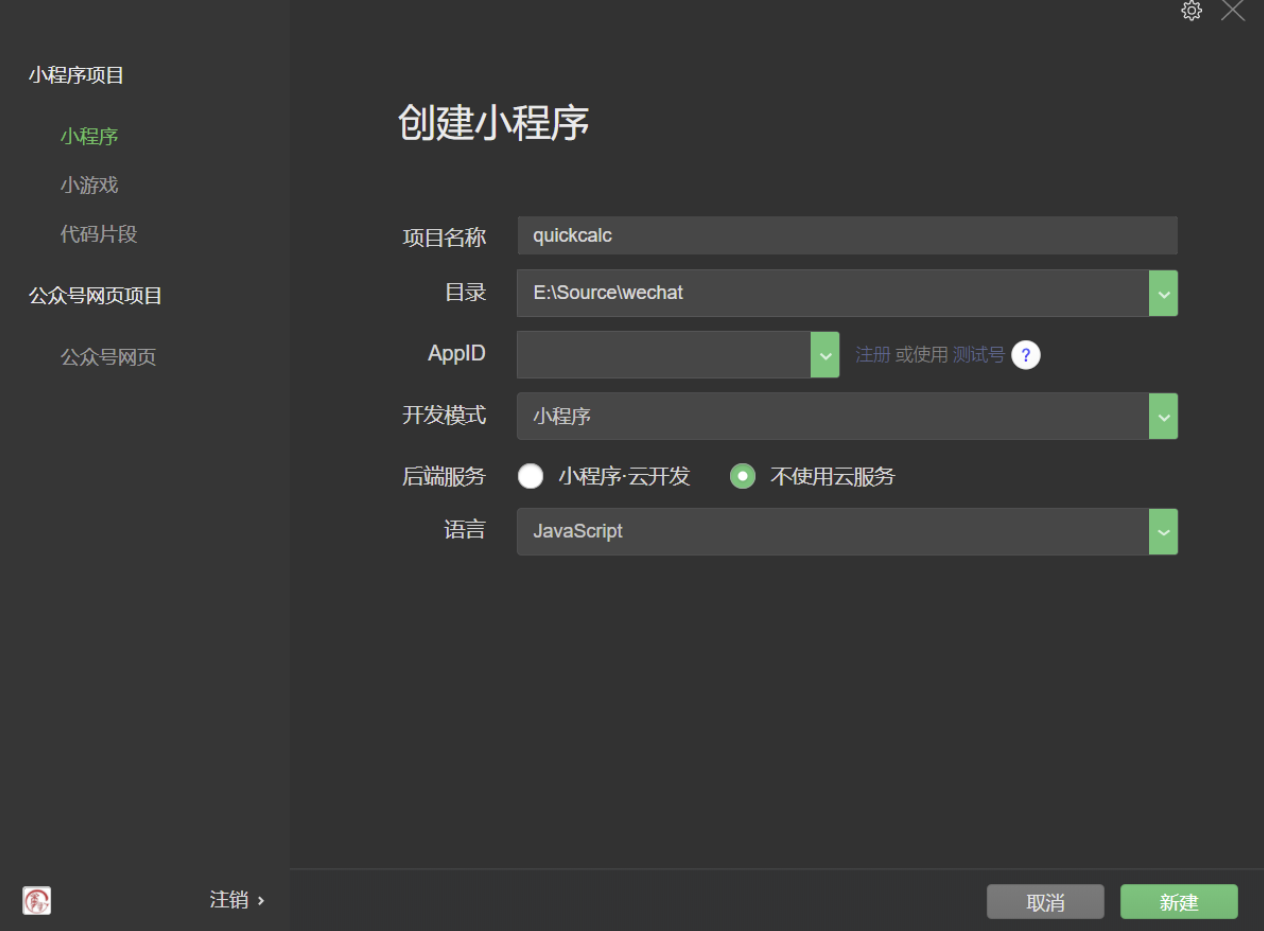 小程序项目
小程序
小游戏
代码片段
公众号网页项目
公众号网页
注销 ›
创建小程序
项目名称 quickcalc
目录 E:\Source\wechat
AppID 注册 或使用 测试号 ?
开发模式 小程序
后端服务 小程序·云开发 不使用云服务
语言 JavaScript
取消 新建